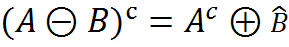 (A ⊖ B)ᶜ = Aᶜ ⊕ B̂